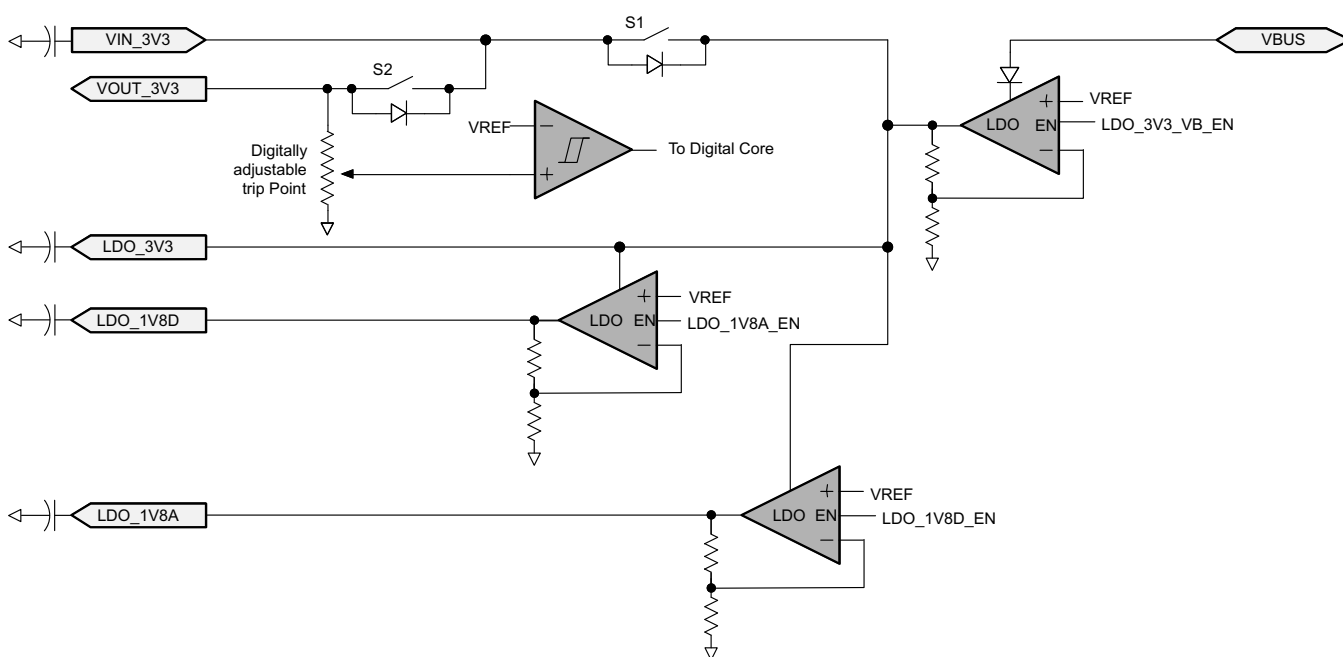 VIN_3V3
S1
VBUS
VOUT_3V3
S2
VREF
−
+
To Digital Core
Digitally
adjustable
trip Point
+
VREF
LDO
EN
LDO_3V3_VB_EN
−
LDO_3V3
+
VREF
LDO_1V8D
LDO
EN
LDO_1V8A_EN
−
+
VREF
LDO_1V8A
LDO
EN
LDO_1V8D_EN
−